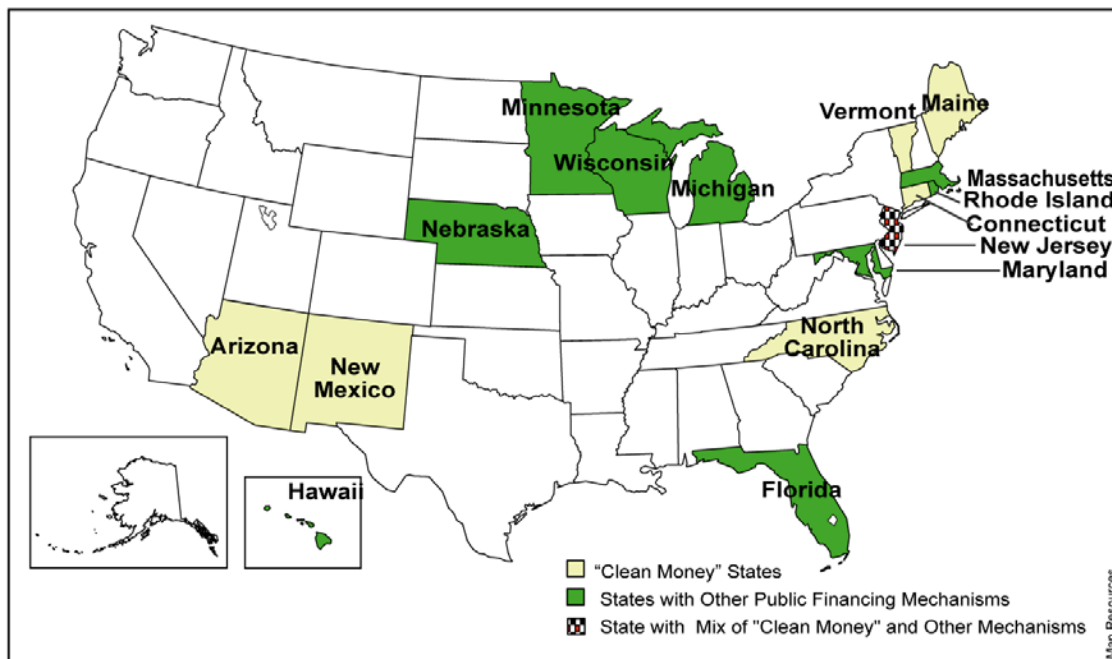 Minnesota
Vermont
Maine
Wisconsin
Michigan
Massachusetts
Rhode Island
Connecticut
New Jersey
Maryland
Nebraska
North
Carolina
Arizona
New
Mexico
Hawaii
Florida
“Clean Money” States
States with Other Public Financing Mechanisms
State with Mix of "Clean Money" and Other Mechanisms
Map Resources